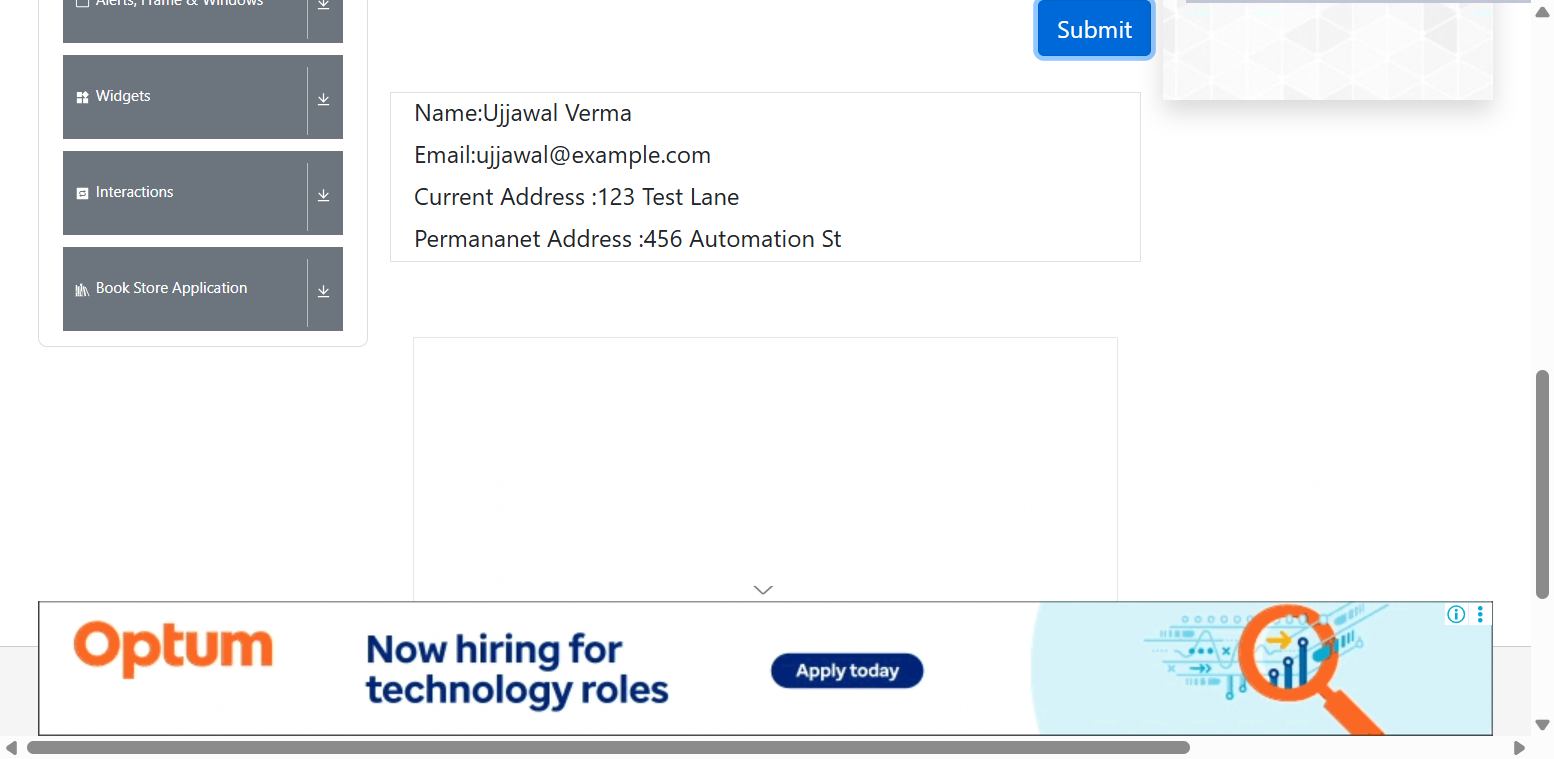 Alerts, Frame & Windows
Widgets
Interactions
Book Store Application
Submit
Name:Ujjawal Verma
Email:ujjawal@example.com
Current Address :123 Test Lane
Permananet Address :456 Automation St
Optum
Now hiring for
technology roles
Apply today